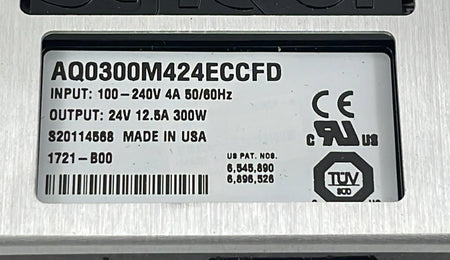 AQ0300M424ECCFD
INPUT: 100-240V 4A 50/60Hz
OUTPUT: 24V 12.5A 300W
S20114568 MADE IN USA
1721-B00
US PAT. NOS.
6,545,890
6,896,526
CE
C US
TÜV